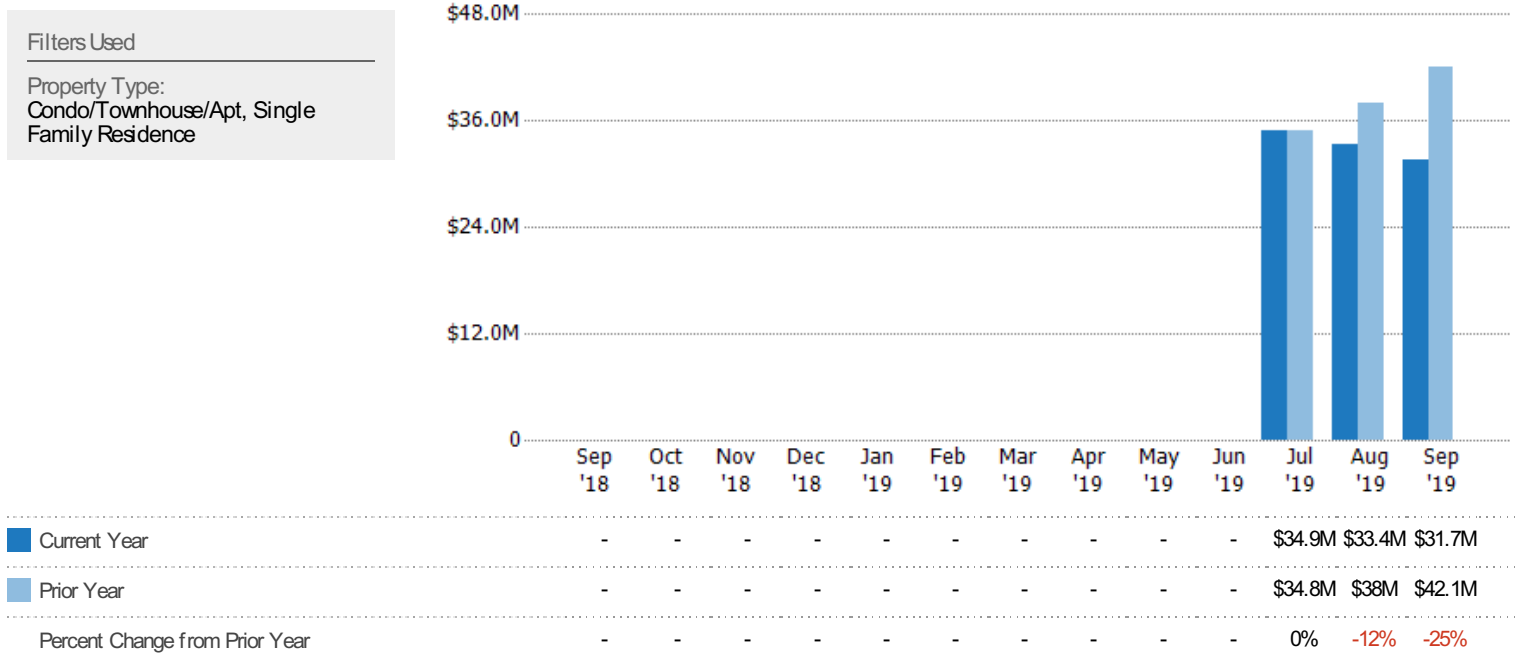 Filters Used
Property Type:
Condo/Townhouse/Apt, Single
Family Residence
$48.0M
$36.0M
$24.0M
$12.0M
0
Sep Oct Nov Dec Jan Feb Mar Apr May Jun Jul Aug Sep
'18 '18 '18 '18 '19 '19 '19 '19 '19 '19 '19 '19 '19
Current Year - - - - - - - - - - $34.9M $33.4M $31.7M
Prior Year - - - - - - - - - - $34.8M $38M $42.1M
Percent Change from Prior Year - - - - - - - - - - 0% -12% -25%